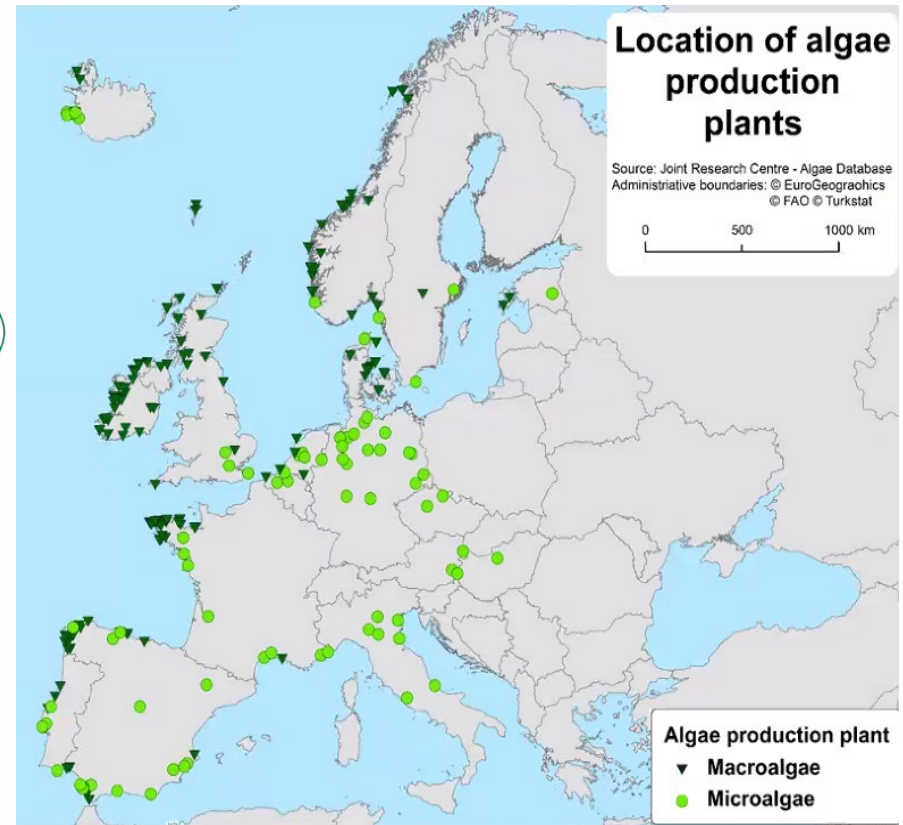 Location of algae
production
plants
Source: Joint Research Centre - Algae Database
Administriative boundaries: © EuroGeograohics
© FAO © Turkstat
0 500 1000 km
Algae production plant
Macroalgae
Microalgae